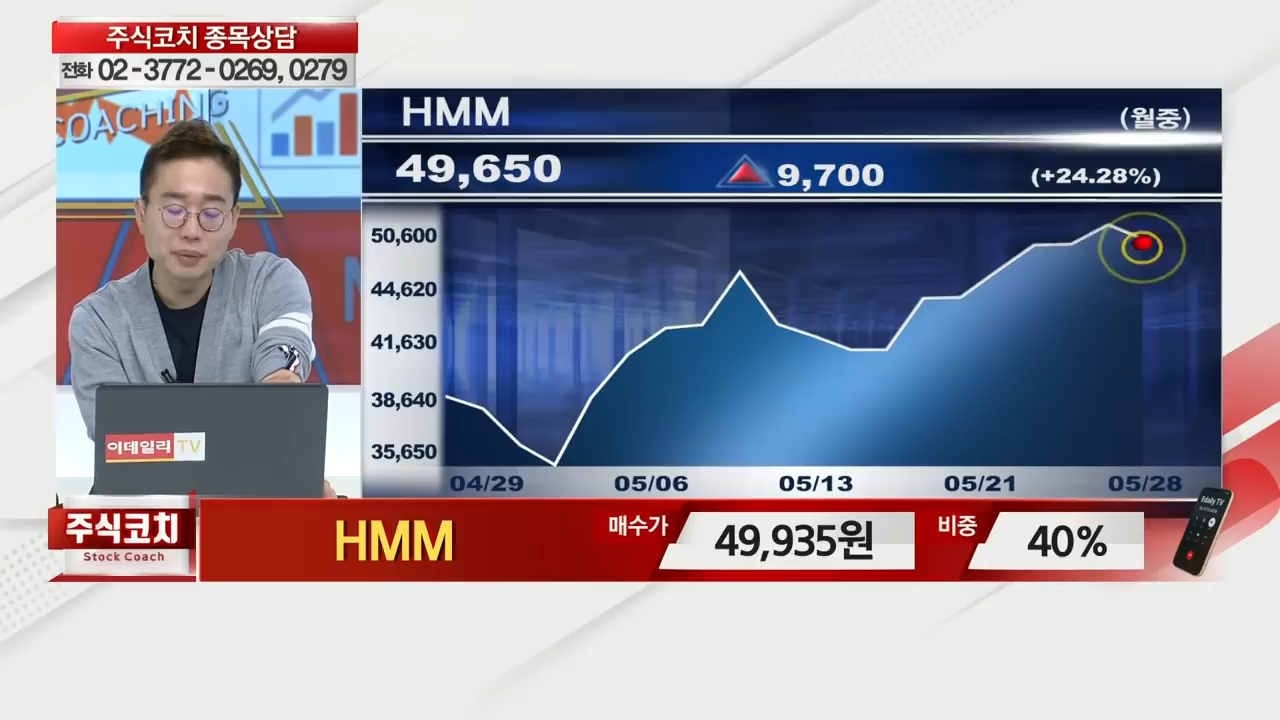 주식코치 종목상담
전화 02-3772-0269, 0279
COACHING
HMM
(월중)
49,650
9,700
(+24.28%)
50,600
44,620
41,630
38,640
35,650
04/29 05/06 05/13 05/21 05/28
이데일리TV
주식코치
Stock Coach
HMM
매수가
49,935원
비중
40%
Edaily TV